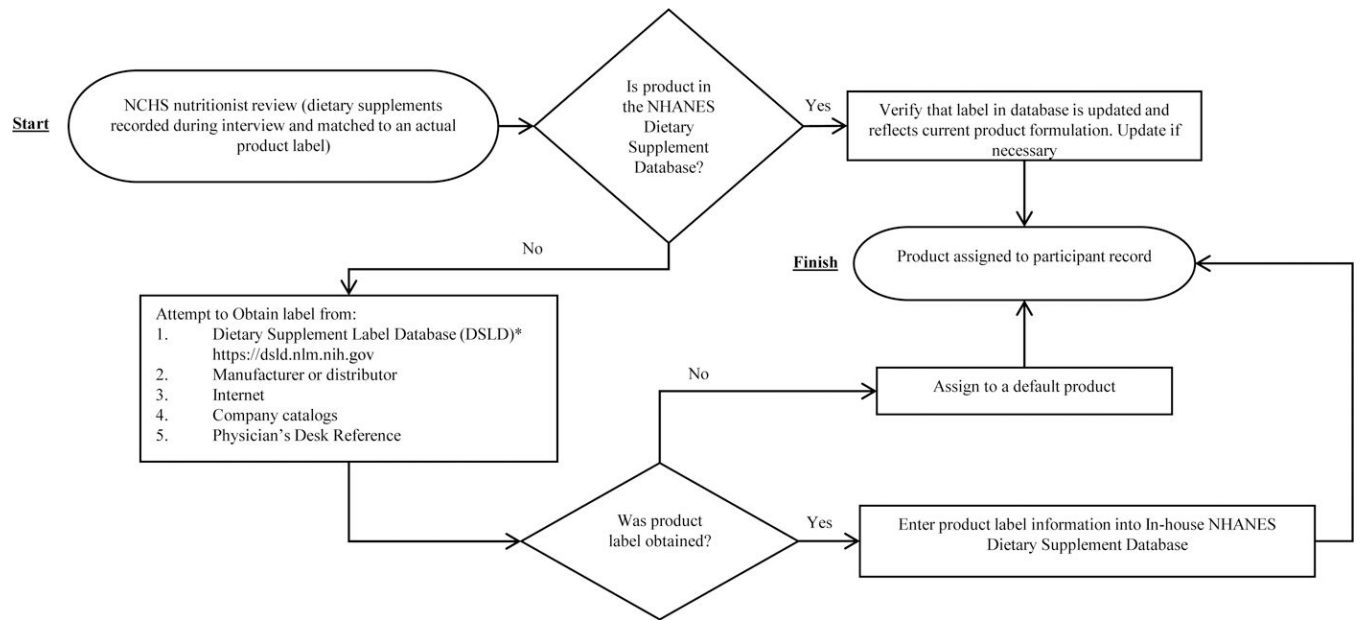 Start
NCHS nutritionist review (dietary supplements
recorded during interview and matched to an actual
product label)
Is product in
the NHANES
Dietary
Supplement
Database?
Yes
Verify that label in database is updated and
reflects current product formulation. Update if
necessary
No
Finish
Product assigned to participant record
Attempt to Obtain label from:
1. Dietary Supplement Label Database (DSLD)*
https://dsld.nlm.nih.gov
2. Manufacturer or distributor
3. Internet
4. Company catalogs
5. Physician’s Desk Reference
No
Assign to a default product
Was product
label obtained?
Yes
Enter product label information into In-house NHANES
Dietary Supplement Database